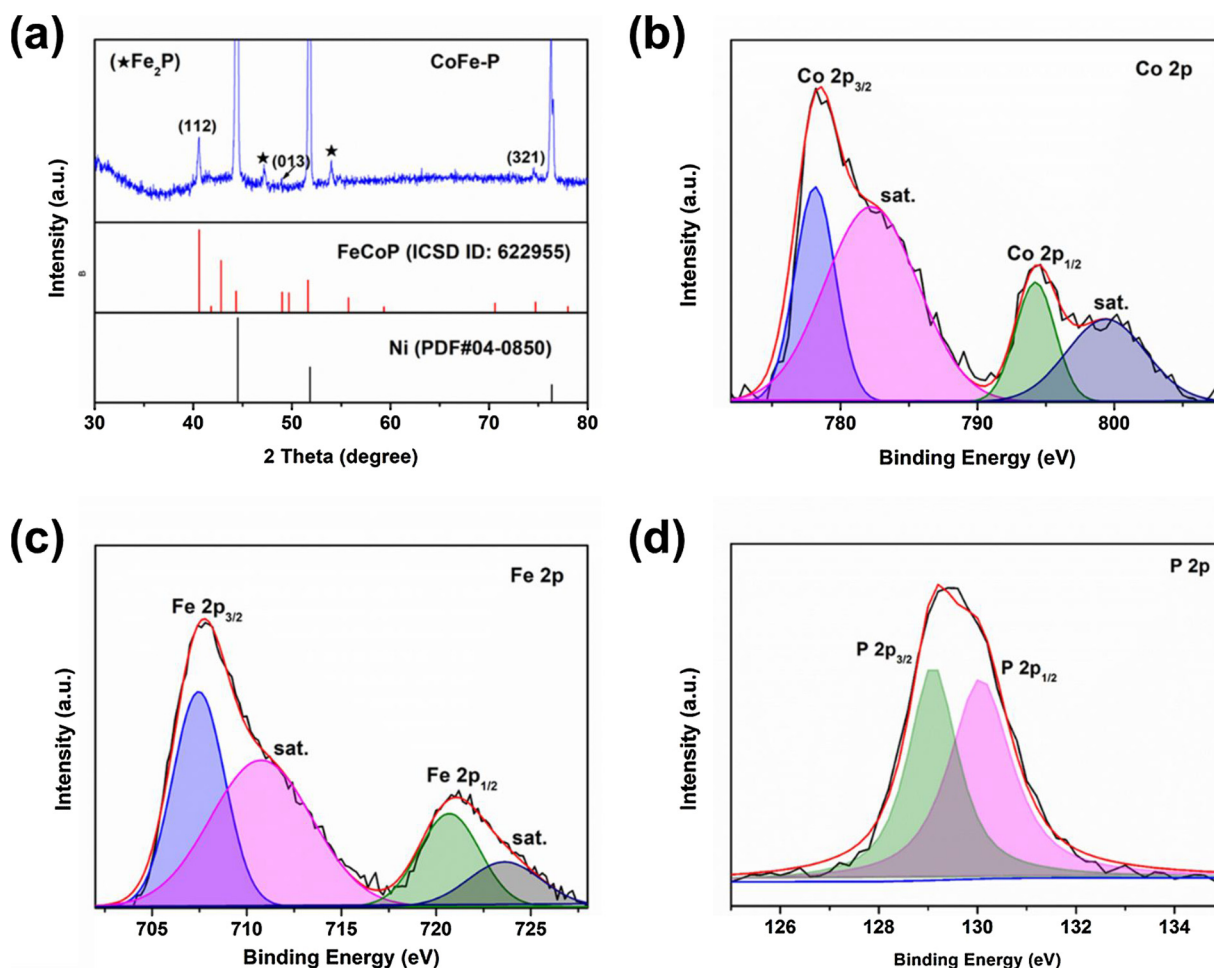 (a)
(★Fe₂P)
CoFe-P
(112)
★
(013)
★
(321)
FeCoP (ICSD ID: 622955)
Ni (PDF#04-0850)
Intensity (a.u.)
B
30 40 50 60 70 80
2 Theta (degree)
(b)
Co 2p
Co 2p₃/₂
sat.
Co 2p₁/₂
sat.
Intensity (a.u.)
780 790 800
Binding Energy (eV)
(c)
Fe 2p
Fe 2p₃/₂
sat.
Fe 2p₁/₂
sat.
Intensity (a.u.)
705 710 715 720 725
Binding Energy (eV)
(d)
P 2p
P 2p₃/₂
P 2p₁/₂
Intensity (a.u.)
126 128 130 132 134
Binding Energy (eV)